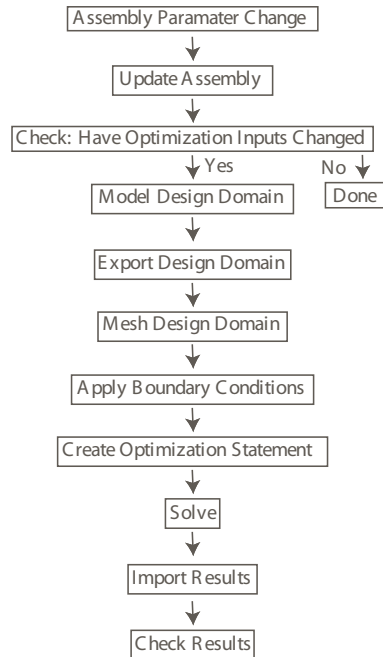 Assembly Paramater Change
Update Assembly
Check: Have Optimization Inputs Changed
Yes
No
Model Design Domain
Done
Export Design Domain
Mesh Design Domain
Apply Boundary Conditions
Create Optimization Statement
Solve
Import Results
Check Results